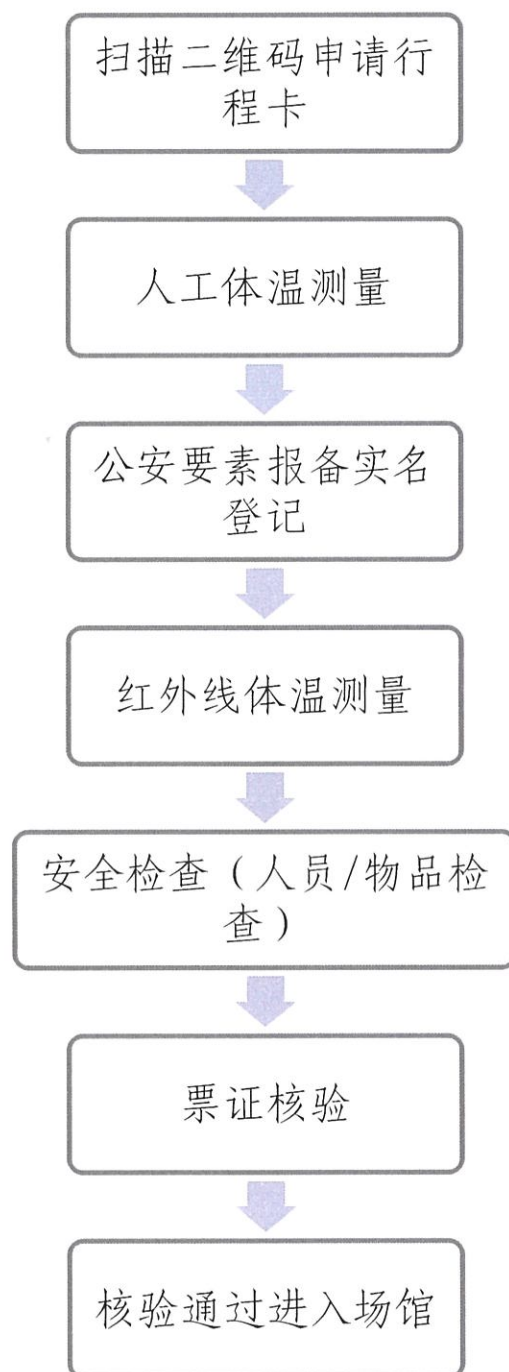 扫描二维码申请行
程卡
人工体温测量
公安要素报备实名
登记
红外线体温测量
安全检查（人员/物品检
查）
票证核验
核验通过进入场馆